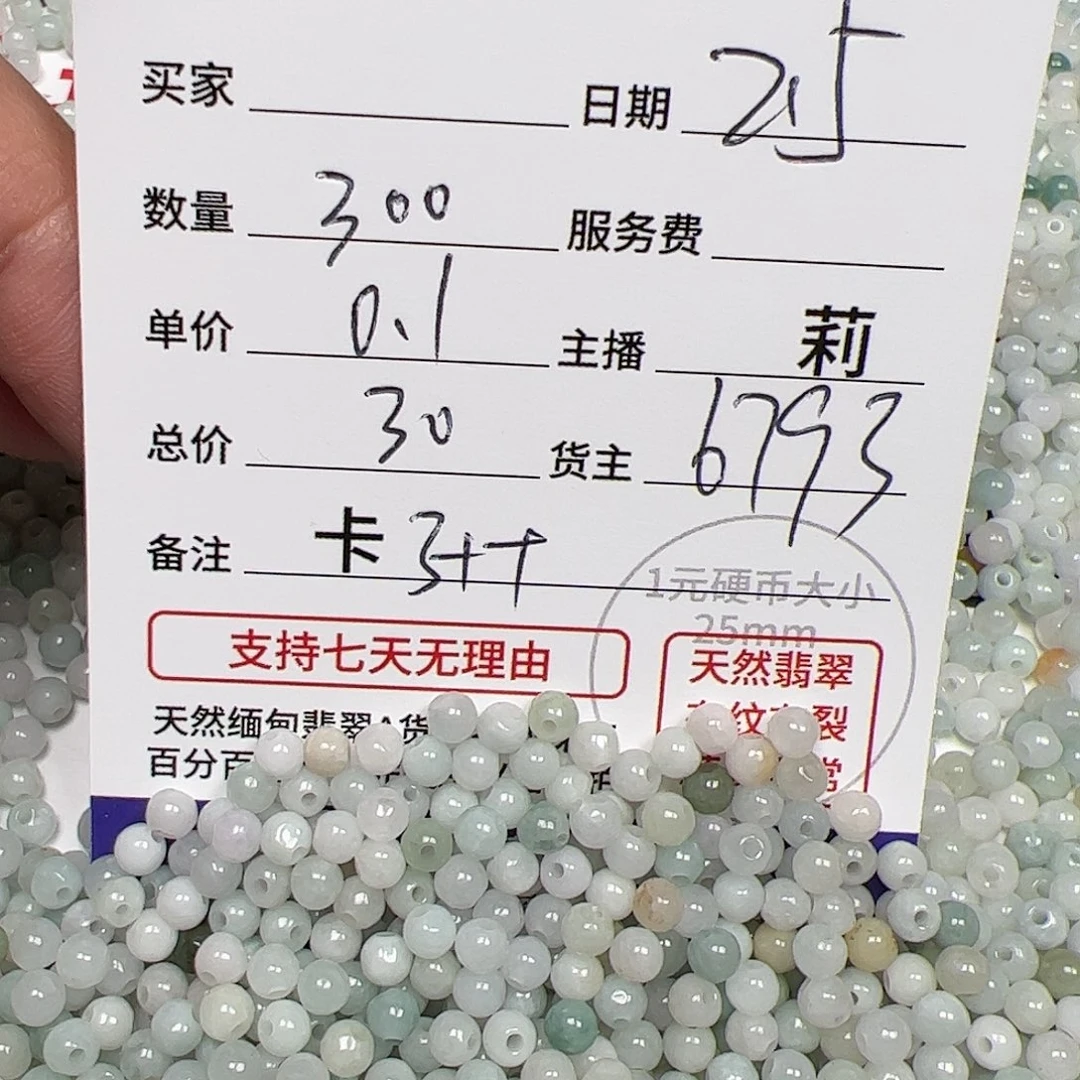 买家 日期 2.5
数量 300 服务费
单价 0.1 主播 莉
总价 30 货主 6793
备注 卡 3++
1元硬币大小
25mm
支持七天无理由
天然翡翠
天然缅甸翡翠A货
百分百